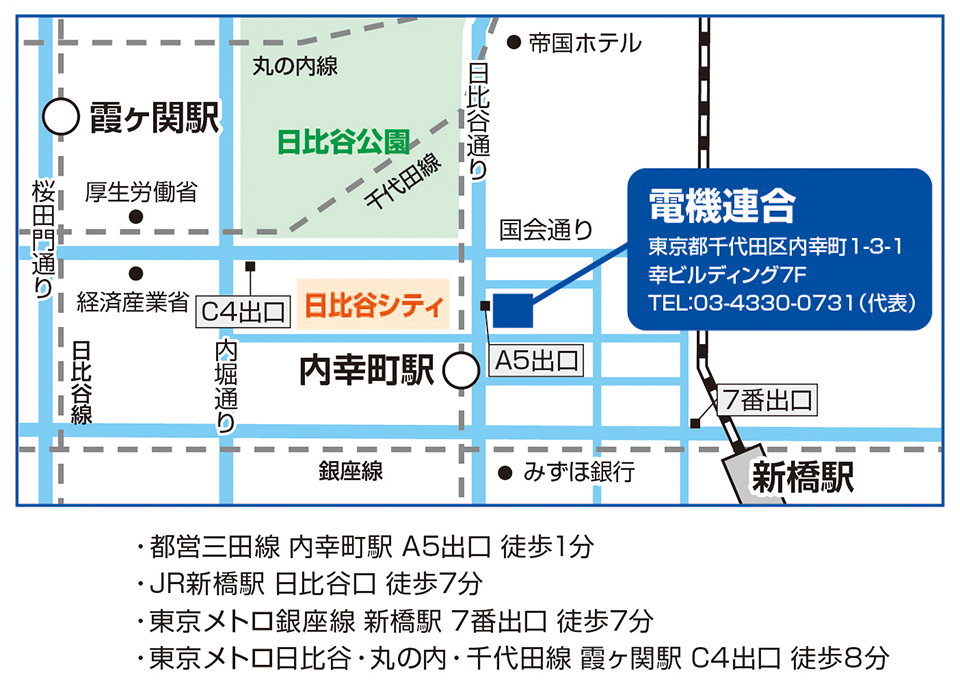 帝国ホテル
丸の内線
日比谷通り
霞ヶ関駅
日比谷公園
千代田線
桜田門通り
厚生労働省
国会通り
電機連合
東京都千代田区内幸町1-3-1
幸ビルディング7F
TEL:03-4330-0731(代表)
経済産業省
C4出口
日比谷シティ
日比谷線
内堀通り
内幸町駅
A5出口
7番出口
銀座線
みずほ銀行
新橋駅
・都営三田線 内幸町駅 A5出口 徒歩1分
・JR新橋駅 日比谷口 徒歩7分
・東京メトロ銀座線 新橋駅 7番出口 徒歩7分
・東京メトロ日比谷・丸の内・千代田線 霞ヶ関駅 C4出口 徒歩8分